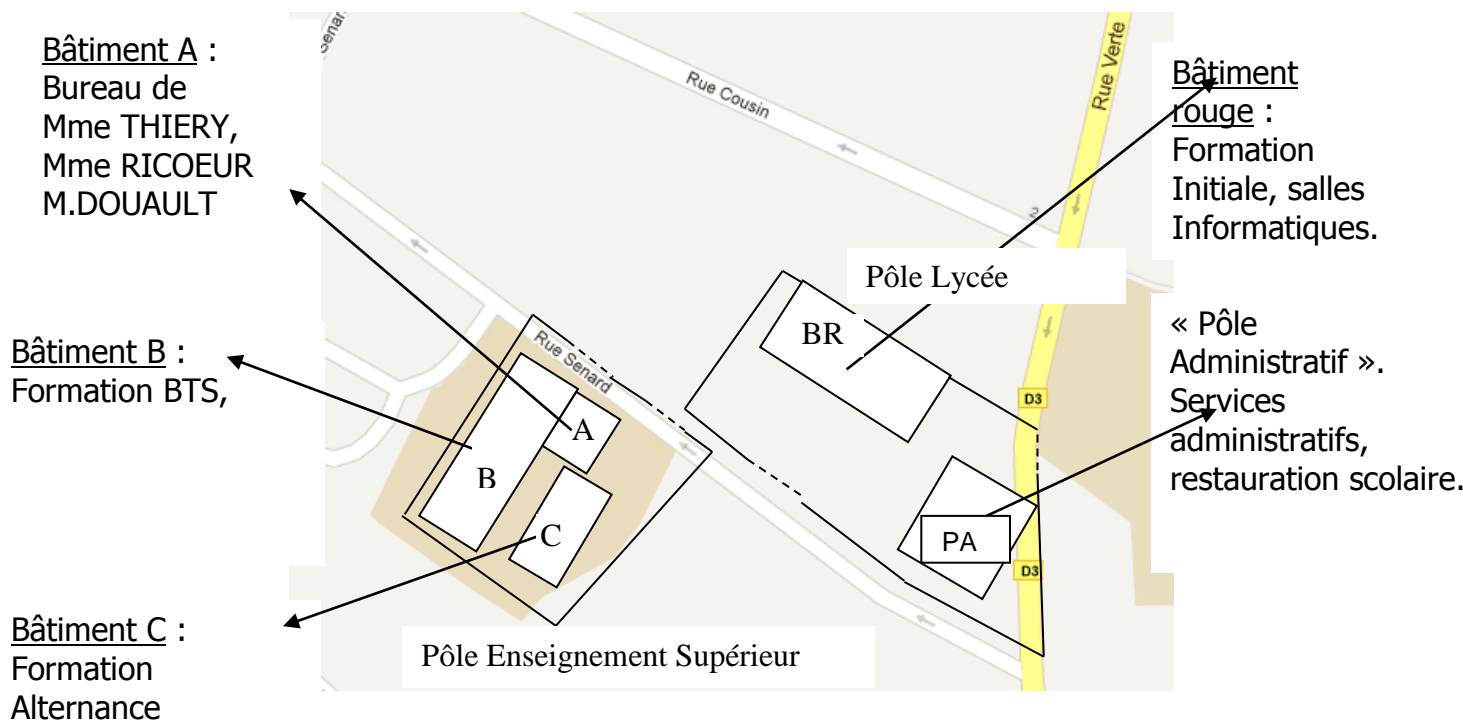 Bâtiment A :
Bureau de
Mme THIERY,
Mme RICOEUR
M.DOUAULT
Senard
Rue Cousin
Rue Verte
2
Bâtiment
rouge :
Formation
Initiale, salles
Informatiques.
Pôle Lycée
BR
Bâtiment B :
Formation BTS,
Rue Senard
A
B
C
D3
« Pôle
Administratif ».
Services
administratifs,
restauration scolaire.
PA
D3
Bâtiment C :
Formation
Alternance
Pôle Enseignement Supérieur